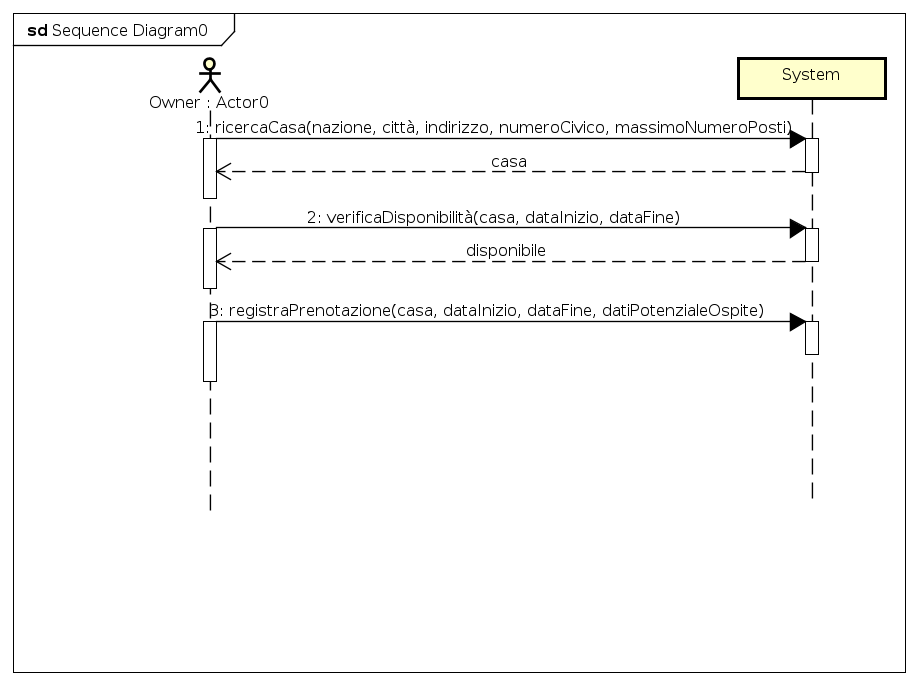 sd Sequence Diagram0
System
Owner : Actor0
1: ricercaCasa(nazione, città, indirizzo, numeroCivico, massimoNumeroPosti)
casa
2: verificaDisponibilità(casa, dataInizio, dataFine)
disponibile
3: registraPrenotazione(casa, dataInizio, dataFine, datiPotenzialeOspite)